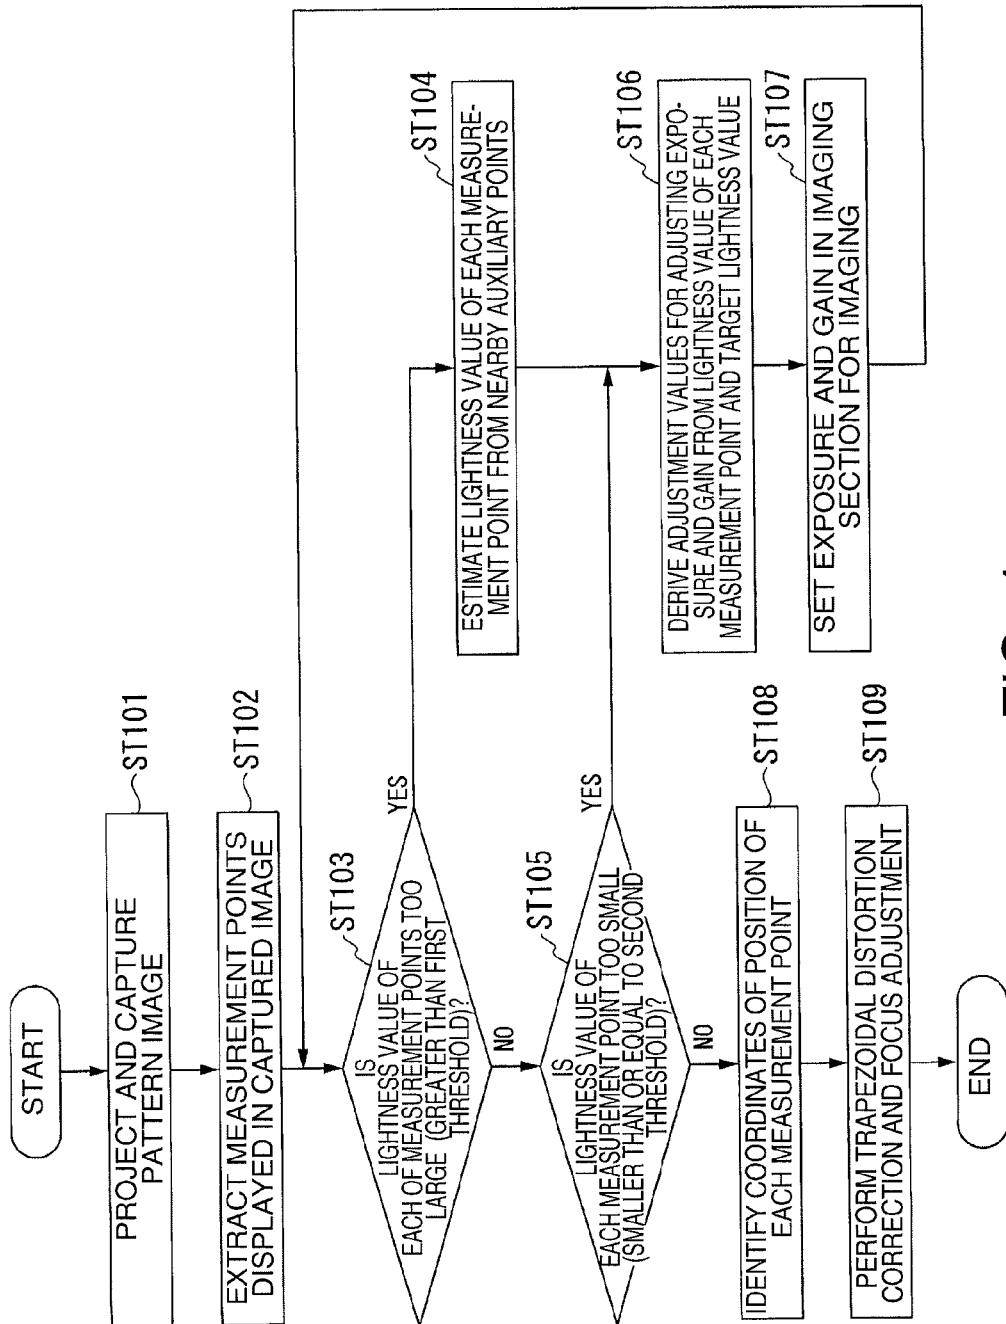 START
PROJECT AND CAPTURE
PATTERN IMAGE
ST101
EXTRACT MEASUREMENT POINTS
DISPLAYED IN CAPTURED IMAGE
ST102
IS
LIGHTNESS VALUE OF
EACH OF MEASUREMENT POINTS TOO
LARGE (GREATER THAN FIRST
THRESHOLD)?
ST103
YES
NO
ESTIMATE LIGHTNESS VALUE OF EACH MEASURE-
MENT POINT FROM NEARBY AUXILIARY POINTS
ST104
IS
LIGHTNESS VALUE OF
EACH MEASUREMENT POINT TOO SMALL
(SMALLER THAN OR EQUAL TO SECOND
THRESHOLD)?
ST105
YES
NO
DERIVE ADJUSTMENT VALUES FOR ADJUSTING EXPO-
SURE AND GAIN FROM LIGHTNESS VALUE OF EACH
MEASUREMENT POINT AND TARGET LIGHTNESS VALUE
ST106
SET EXPOSURE AND GAIN IN IMAGING
SECTION FOR IMAGING
ST107
IDENTIFY COORDINATES OF POSITION OF
EACH MEASUREMENT POINT
ST108
PERFORM TRAPEZOIDAL DISTORTION
CORRECTION AND FOCUS ADJUSTMENT
ST109
END